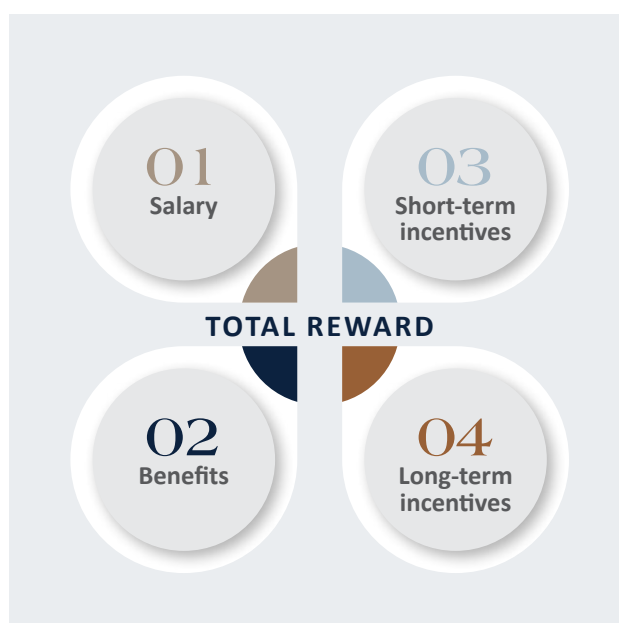 01
Salary
03
Short-term
incentives
TOTAL REWARD
02
Benefits
04
Long-term
incentives